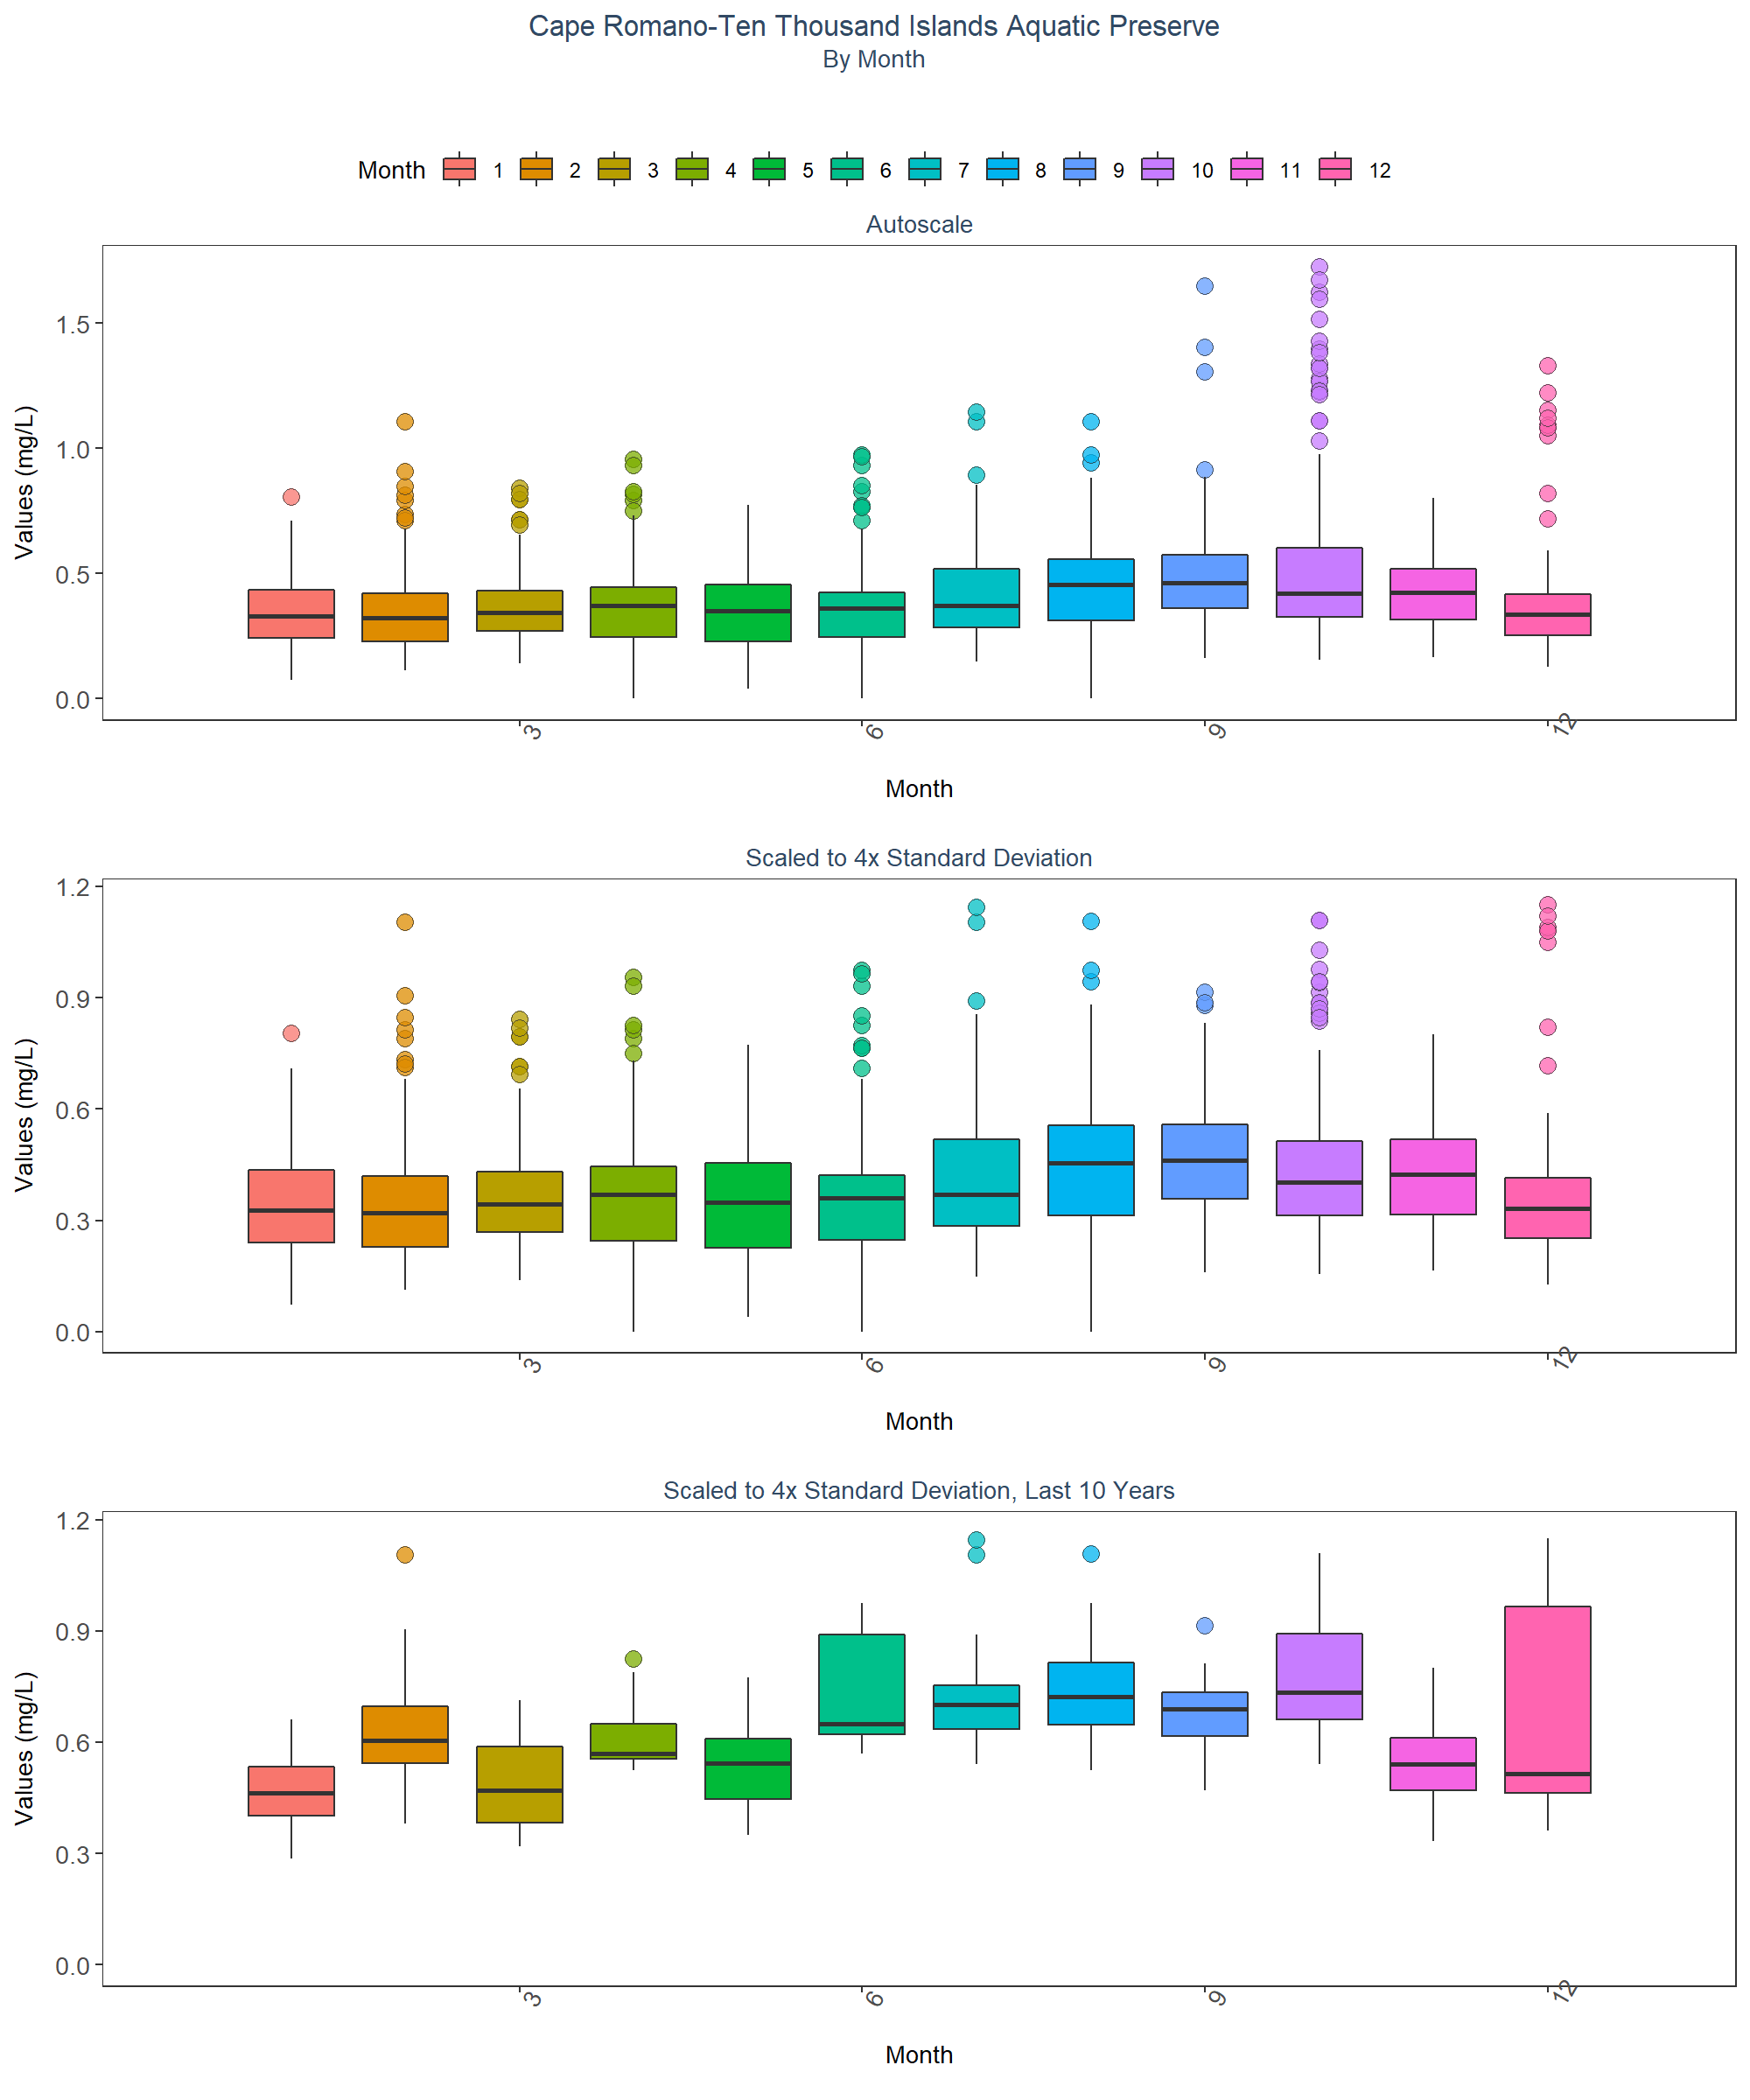 Cape Romano-Ten Thousand Islands Aquatic Preserve
By Month
Month 1 2 3 4 5 6 7 8 9 10 11 12
Autoscale
Values (mg/L)
1.5
1.0
0.5
0.0
3 6 9 12
Month
Scaled to 4x Standard Deviation
Values (mg/L)
1.2
0.9
0.6
0.3
0.0
3 6 9 12
Month
Scaled to 4x Standard Deviation, Last 10 Years
Values (mg/L)
1.2
0.9
0.6
0.3
0.0
3 6 9 12
Month